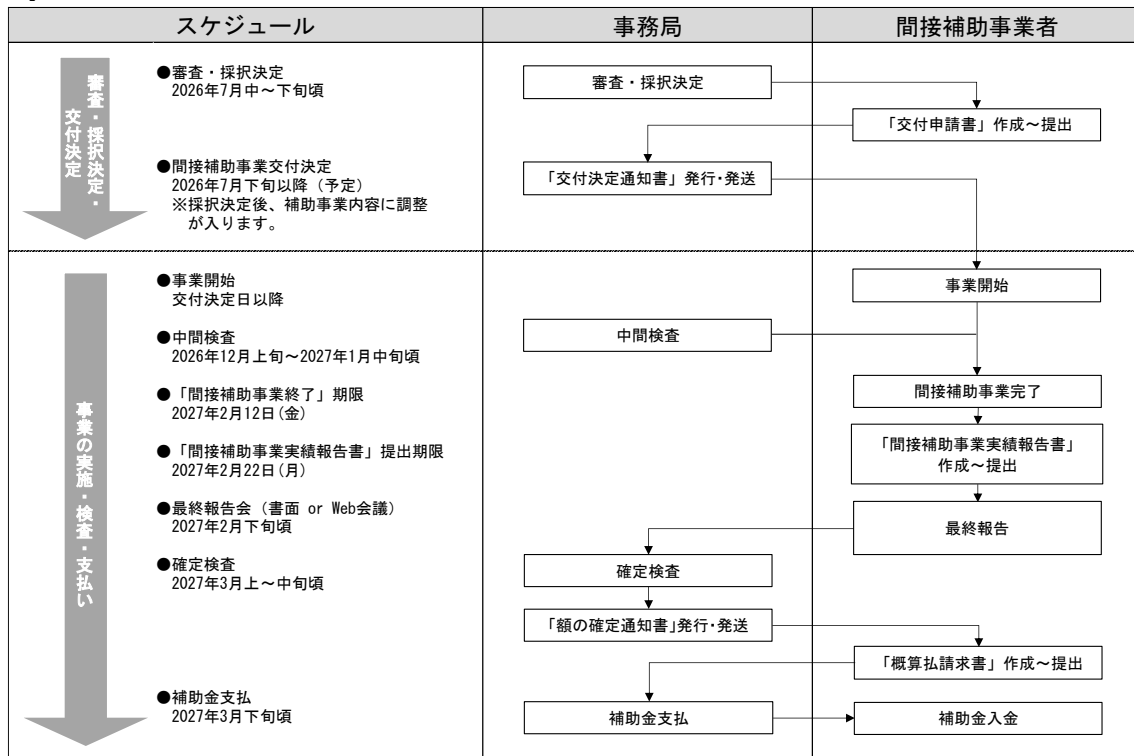 スケジュール
事務局
間接補助事業者
審査・採択決定・
交付決定
●審査・採択決定
2026年7月中～下旬頃
審査・採択決定
「交付申請書」作成～提出
●間接補助事業交付決定
2026年7月下旬以降（予定）
※採択決定後、補助事業内容に調整
が入ります。
「交付決定通知書」発行・発送
事業の実施・検査・支払い
●事業開始
交付決定日以降
事業開始
●中間検査
2026年12月上旬～2027年1月中旬頃
中間検査
●「間接補助事業終了」期限
2027年2月12日(金)
間接補助事業完了
●「間接補助事業実績報告書」提出期限
2027年2月22日(月)
「間接補助事業実績報告書」
作成～提出
●最終報告会（書面 or Web会議）
2027年2月下旬頃
最終報告
●確定検査
2027年3月上～中旬頃
確定検査
「額の確定通知書」発行・発送
「概算払請求書」作成～提出
●補助金支払
2027年3月下旬頃
補助金支払
補助金入金